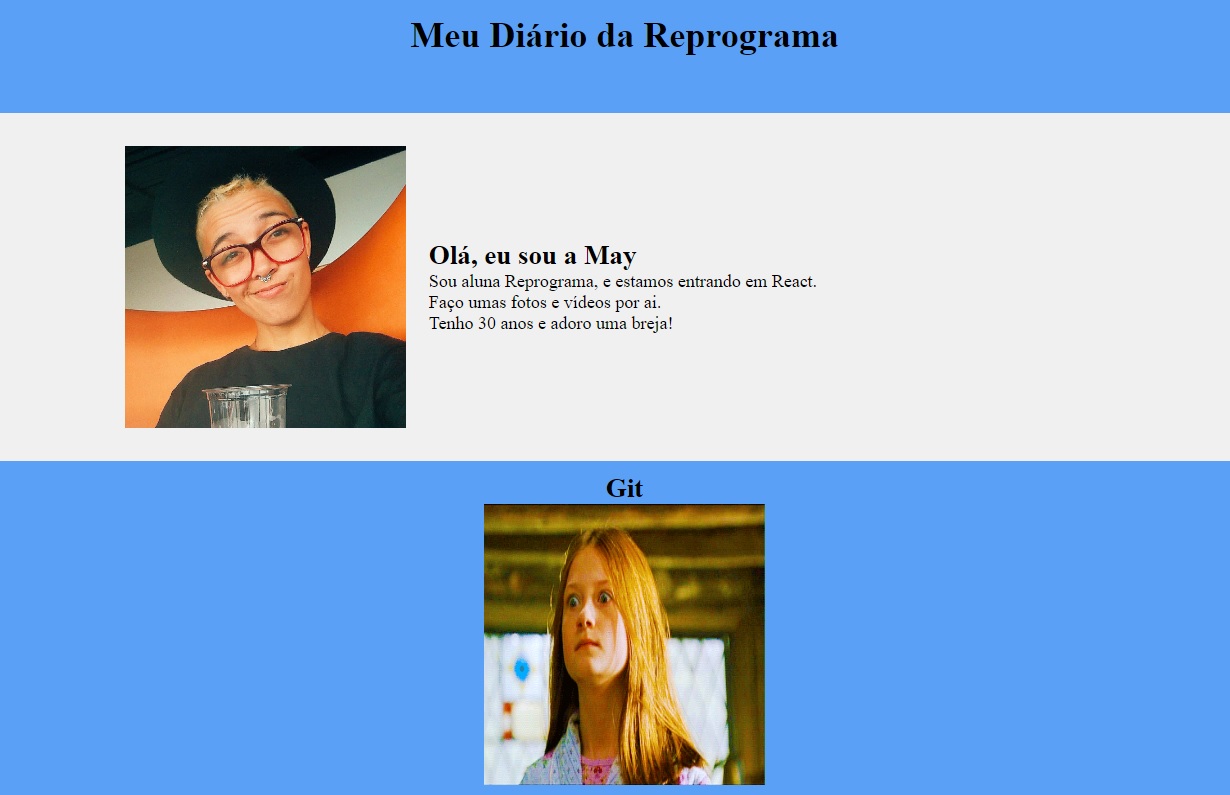 Meu Diário da Reprograma
Olá, eu sou a May
Sou aluna Reprograma, e estamos entrando em React.
Faço umas fotos e vídeos por ai.
Tenho 30 anos e adoro uma breja!
Git